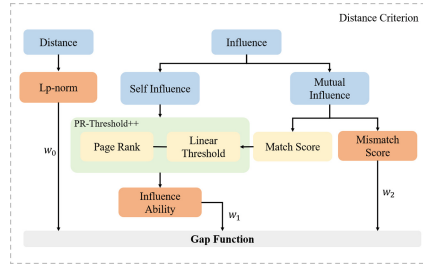 Distance Criterion
Distance
Influence
Lp-norm
Self Influence
Mutual
Influence
PR-Threshold++
Page Rank
Linear
Threshold
Match Score
Mismatch
Score
w₀
Influence
Ability
w₁
w₂
Gap Function